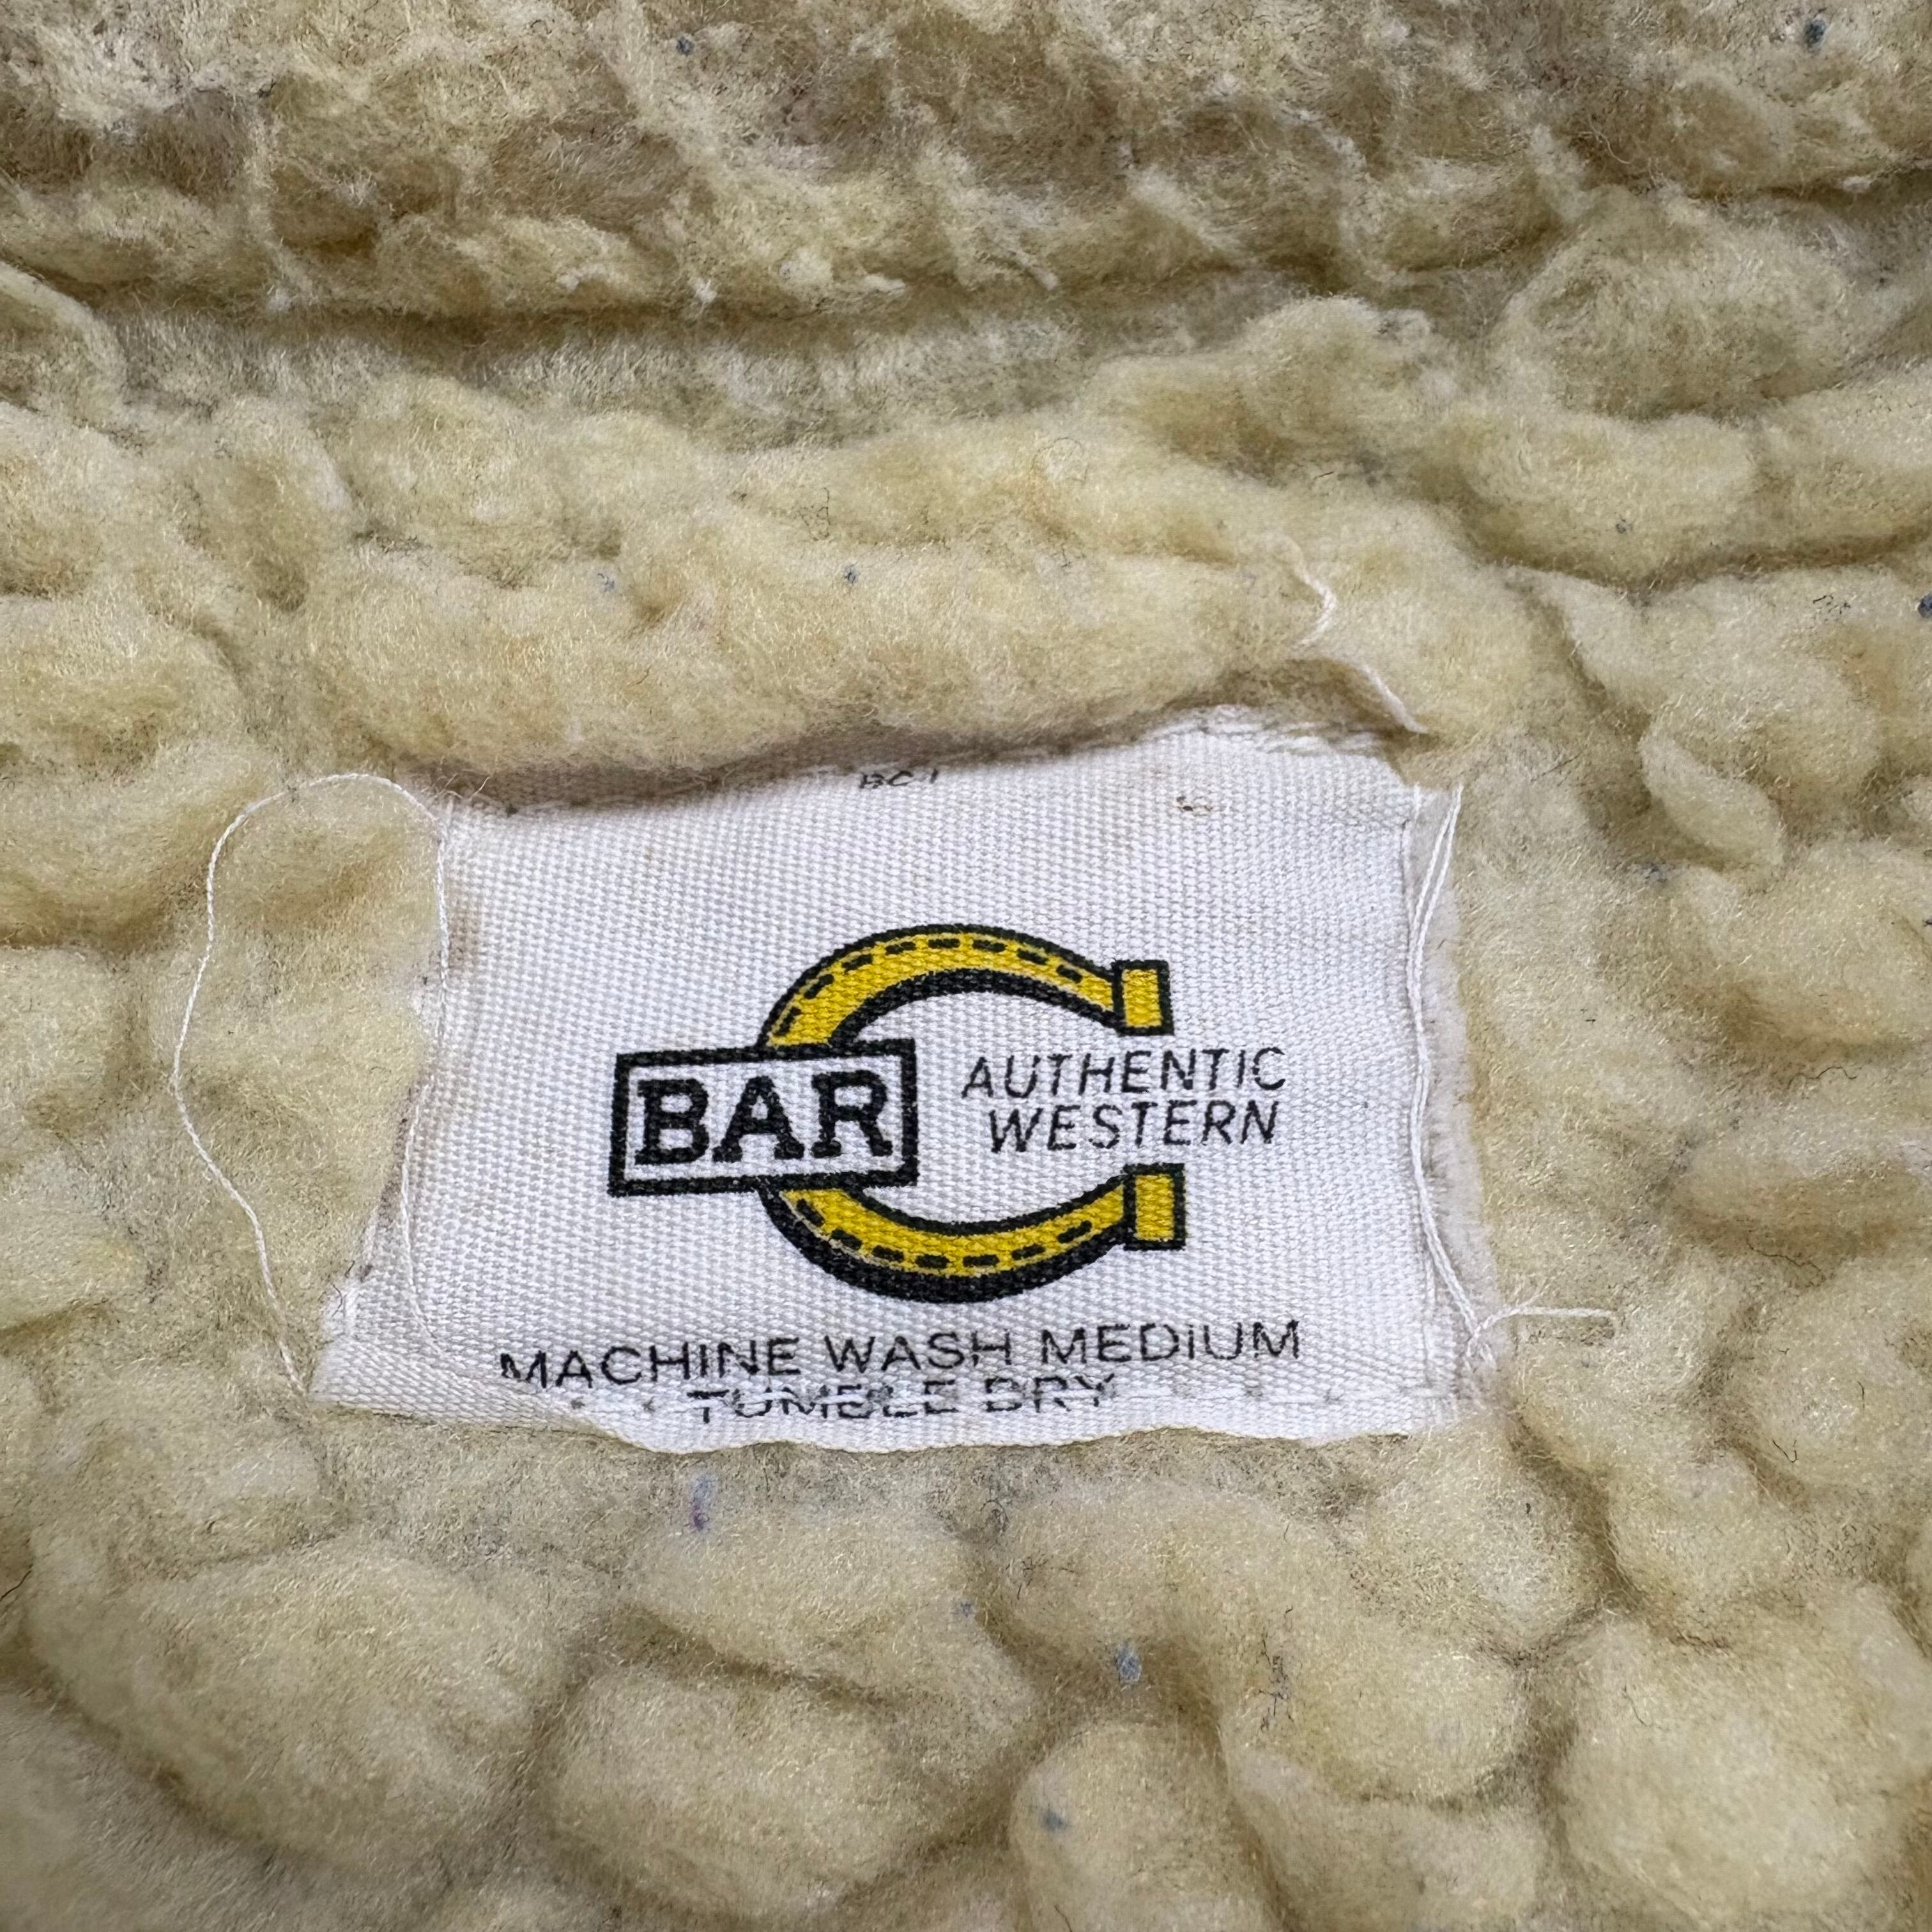 BAR
AUTHENTIC
WESTERN
MACHINE WASH MEDIUM
TUMBLE DRY